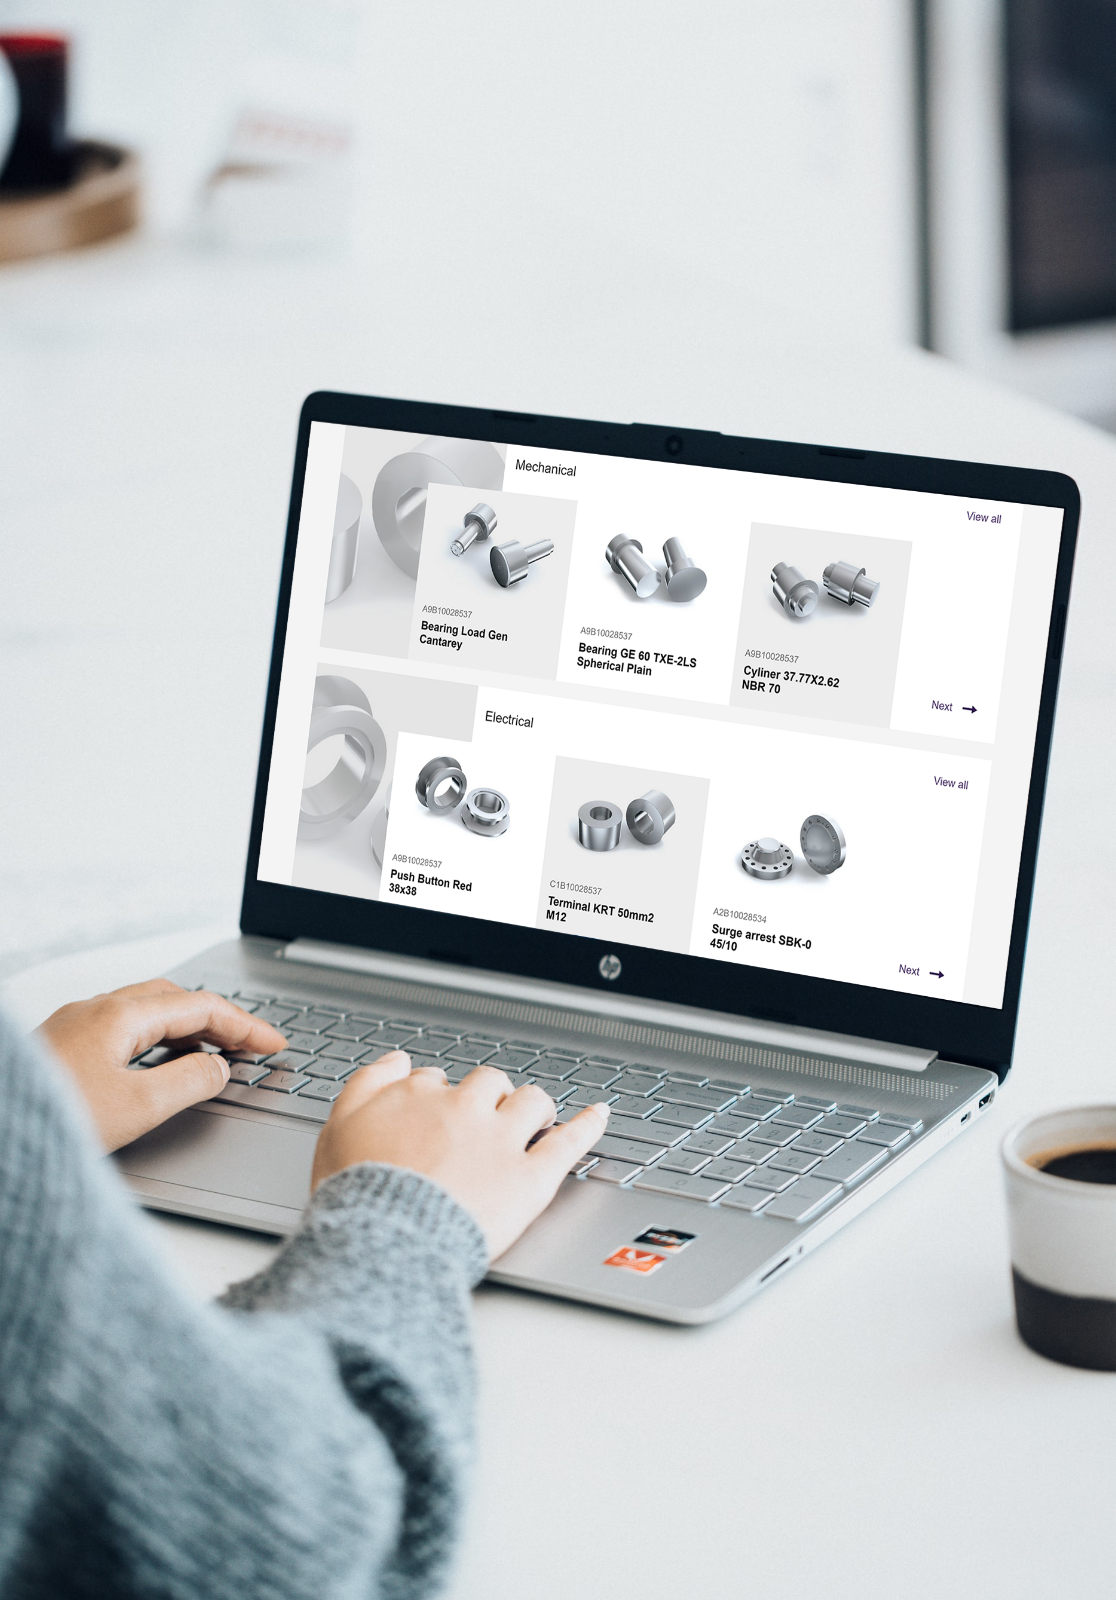 Mechanical
View all
A9B10028537
Bearing Load Gen
Cantarey
A9B10028537
Bearing GE 60 TXE-2LS
Spherical Plain
A9B10028537
Cyliner 37.77X2.62
NBR 70
Next
Electrical
View all
A9B10028537
Push Button Red
38x38
C1B10028537
Terminal KRT 50mm2
M12
A2B10028534
Surge arrest SBK-0
45/10
Next
hp